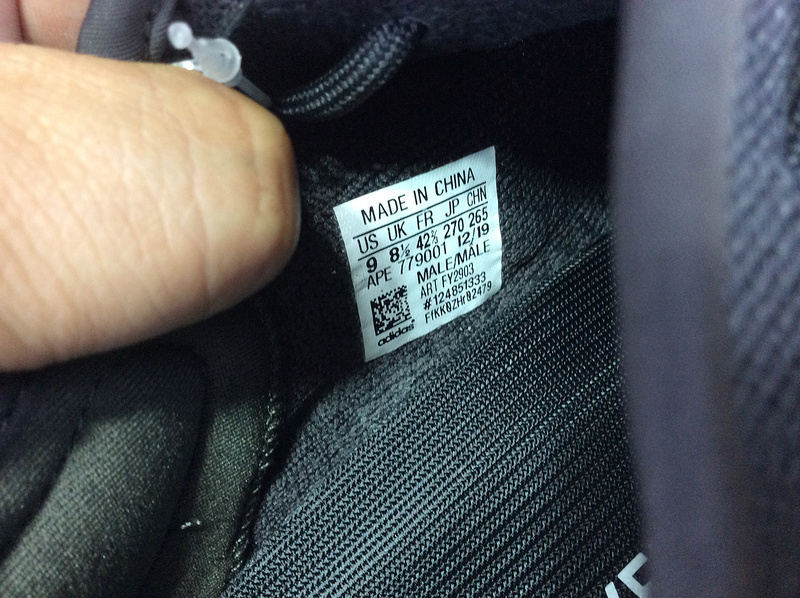 MADE IN CHINA
US UK FR JP CHN
9 8½ 42⅔ 270 265
APE 779001 12/19
MALE/MALE
ART FY2903
#124851333
F1KK0ZHr02479
adidas